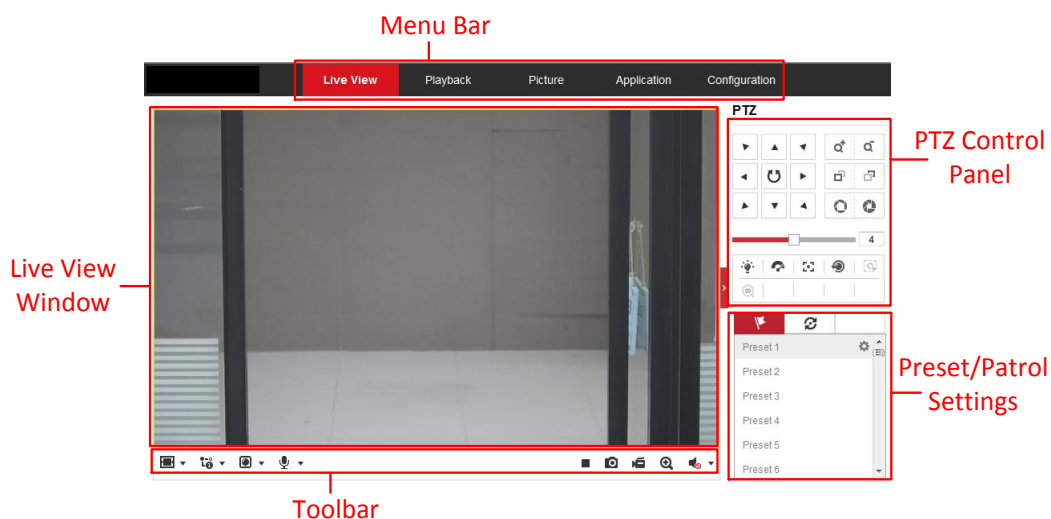 Menu Bar
Live View Playback Picture Application Configuration
PTZ
PTZ Control
Panel
4
Live View
Window
3D
Preset 1
Preset 2
Preset 3
Preset 4
Preset 5
Preset 6
Preset/Patrol
Settings
Toolbar